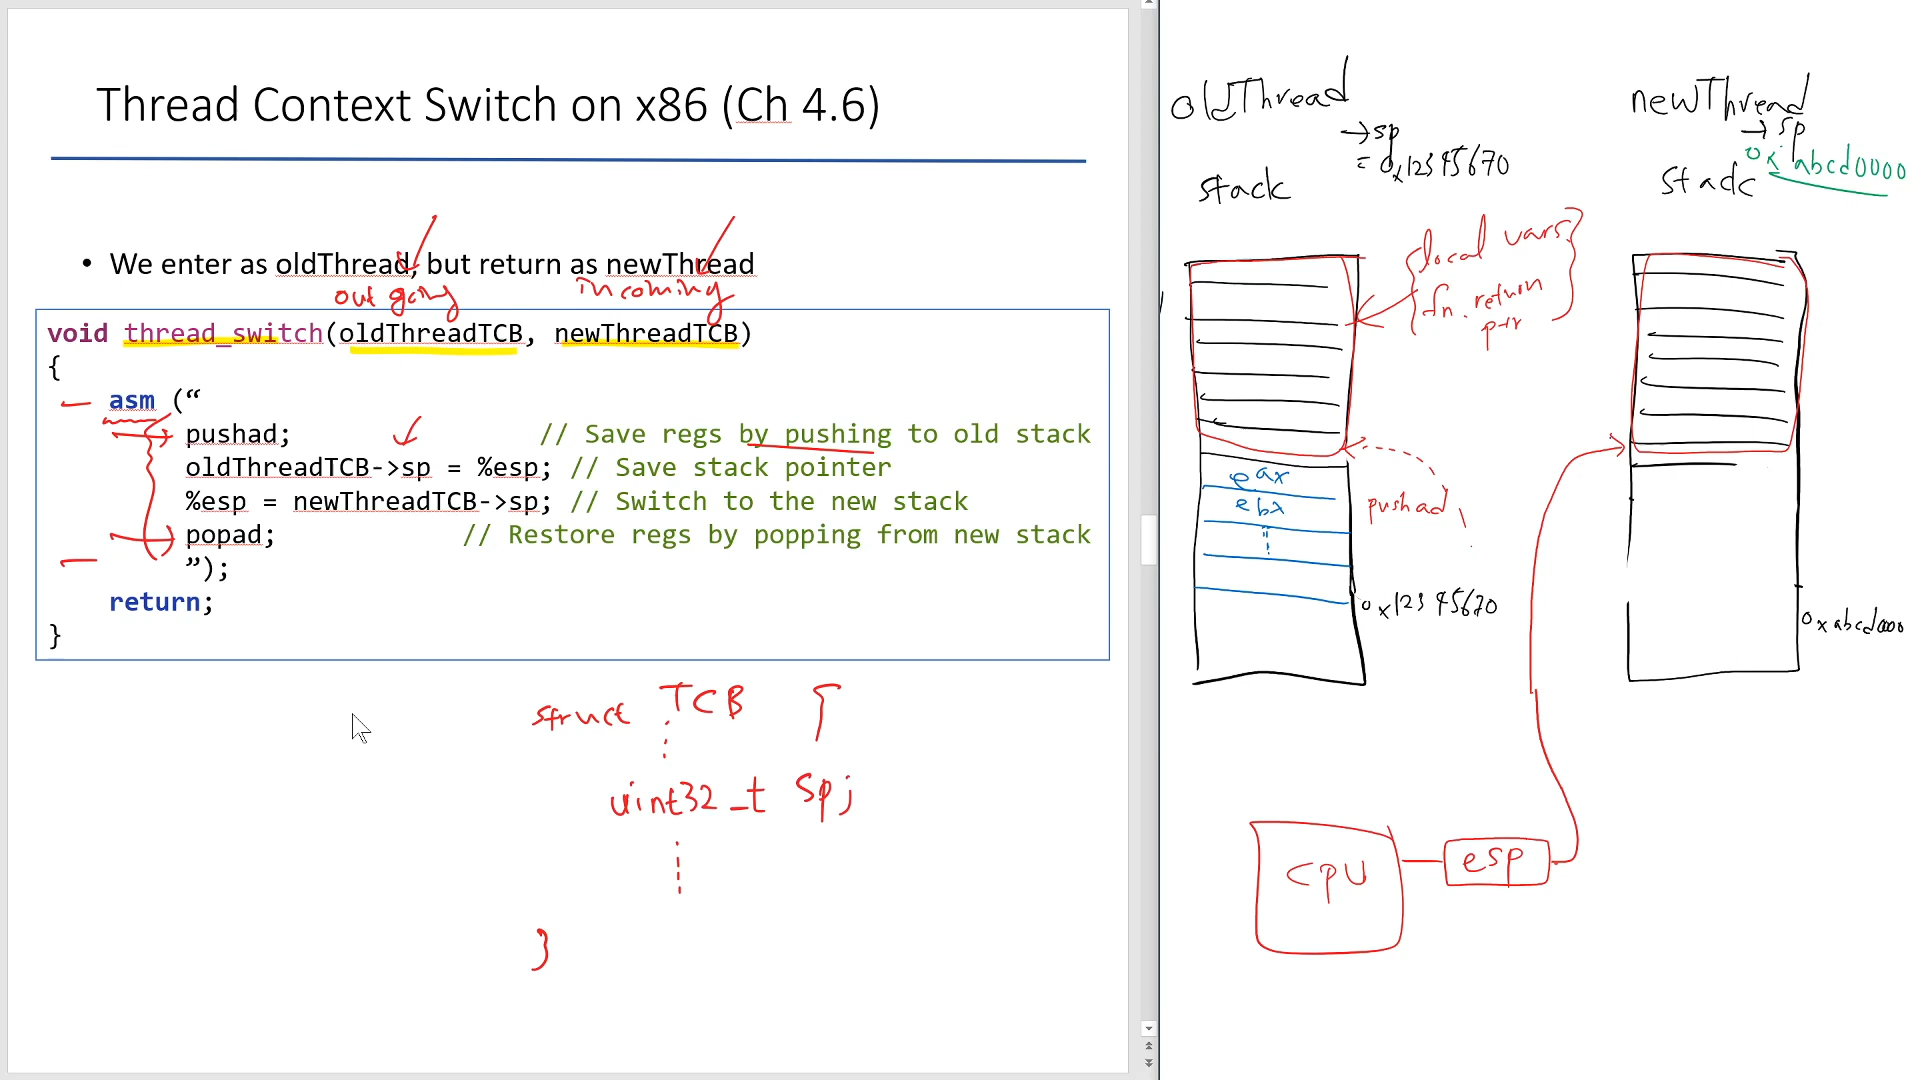 Thread Context Switch on x86 (Ch 4.6)
• We enter as oldThread, but return as newThread
out going
incoming
void thread_switch(oldThreadTCB, newThreadTCB)
{
asm (“
pushad; // Save regs by pushing to old stack
oldThreadTCB->sp = %esp; // Save stack pointer
%esp = newThreadTCB->sp; // Switch to the new stack
popad; // Restore regs by popping from new stack
”);
return;
}
struct TCB {
uint32_t sp;
}
oldThread
→sp
= 0x12345670
stack
local vars
fn. return
ptr
eax
ebx
pushad
0x12345670
newThread
→ sp
0x abcd0000
stack
0xabcd0000
CPU
esp